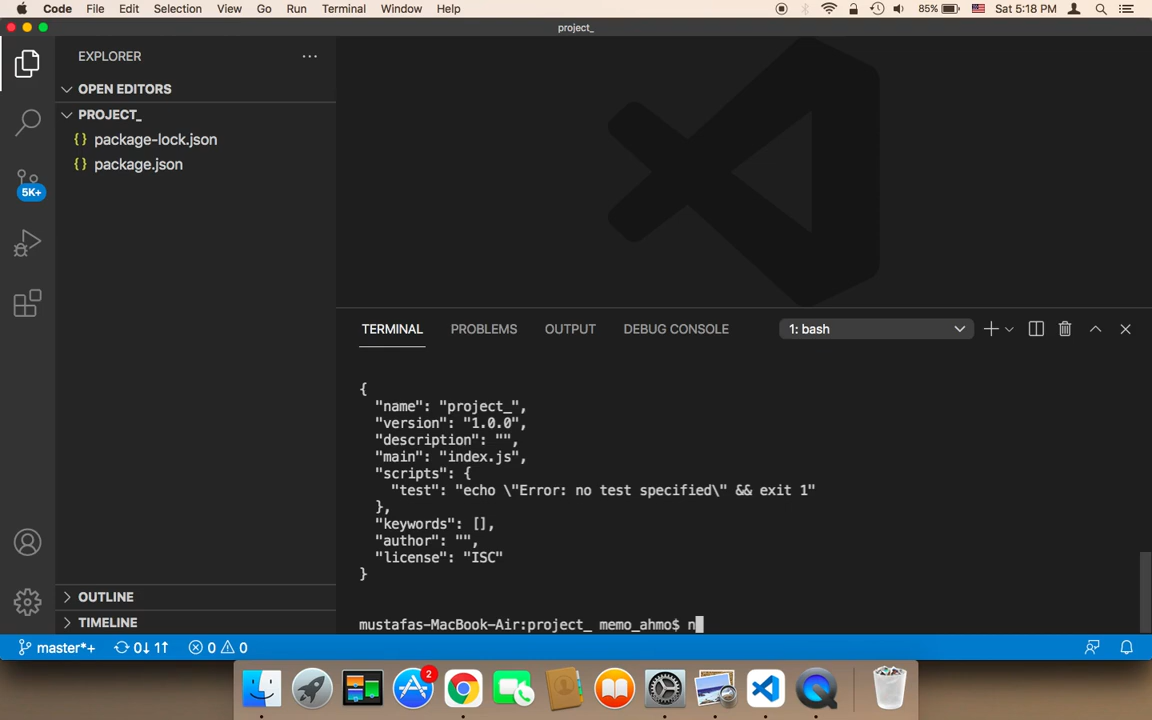 Code File Edit Selection View Go Run Terminal Window Help 85% Sat 5:18 PM
project_
EXPLORER
OPEN EDITORS
PROJECT_
{} package-lock.json
{} package.json
5K+
TERMINAL PROBLEMS OUTPUT DEBUG CONSOLE 1: bash
{
"name": "project_",
"version": "1.0.0",
"description": "",
"main": "index.js",
"scripts": {
"test": "echo \"Error: no test specified\" && exit 1"
},
"keywords": [],
"author": "",
"license": "ISC"
}
mustafas-MacBook-Air:project_ memo_ahmo$ n
OUTLINE
TIMELINE
master*+ 0↓ 1↑ 0 0
2